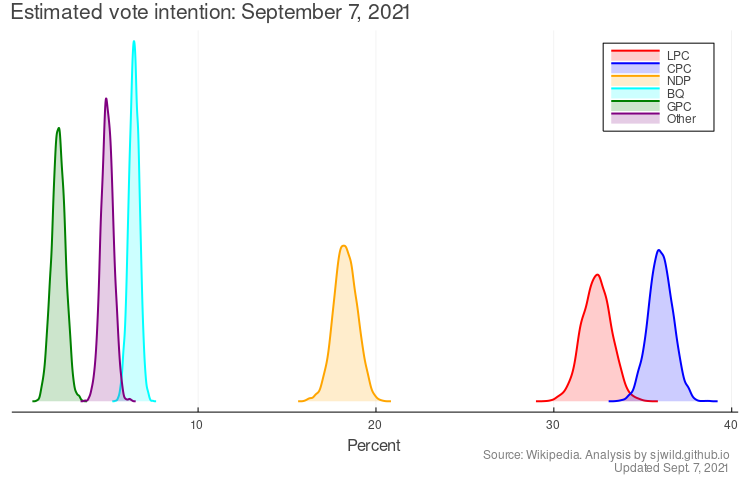 Estimated vote intention: September 7, 2021
LPC
CPC
NDP
BQ
GPC
Other
10
20
30
40
Percent
Source: Wikipedia. Analysis by sjwild.github.io
Updated Sept. 7, 2021